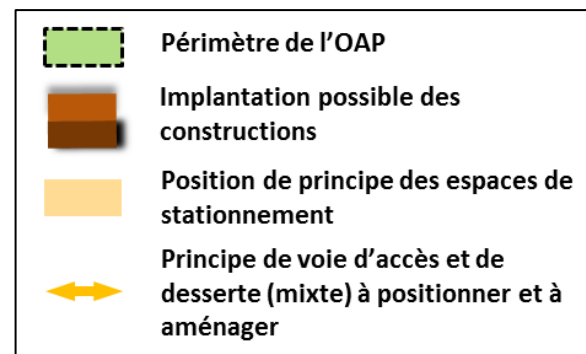 Périmètre de l’OAP
Implantation possible des
constructions
Position de principe des espaces de
stationnement
Principe de voie d’accès et de
desserte (mixte) à positionner et à
aménager